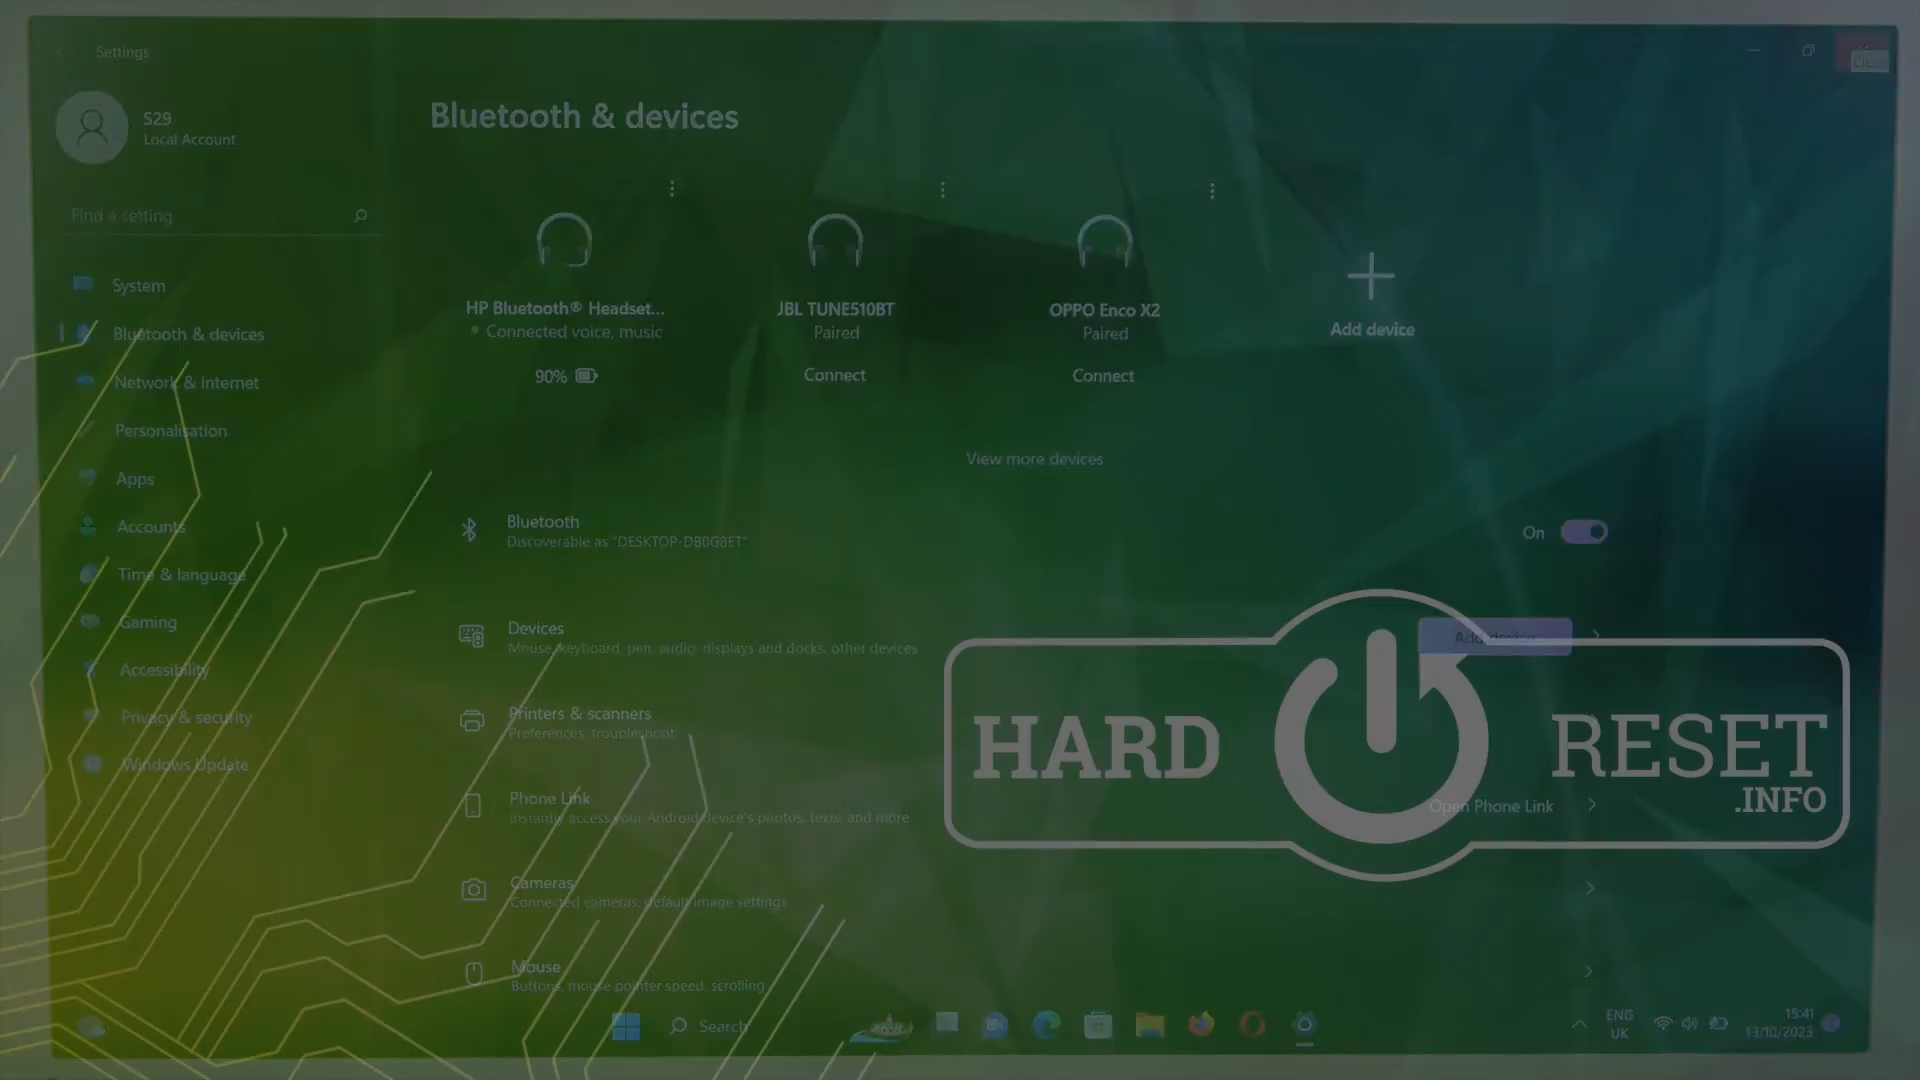 Settings
Close
S29
Local Account
Bluetooth & devices
Find a setting
System
Bluetooth & devices
Network & internet
Personalisation
Apps
Accounts
Time & language
Gaming
Accessibility
Privacy & security
Windows Update
HP Bluetooth® Headset...
Connected voice, music
90%
JBL TUNE510BT
Paired
Connect
OPPO Enco X2
Paired
Connect
Add device
View more devices
Bluetooth
Discoverable as "DESKTOP-DB0G8ET"
On
Devices
Mouse, keyboard, pen, audio, displays and docks, other devices
Add device
Printers & scanners
Preferences, troubleshoot
Phone Link
Instantly access your Android device's photos, texts, and more
Open Phone Link
Cameras
Connected cameras, default image settings
Mouse
Buttons, mouse pointer speed, scrolling
HARD RESET
.INFO
Search
ENG
UK
15:41
13/10/2023